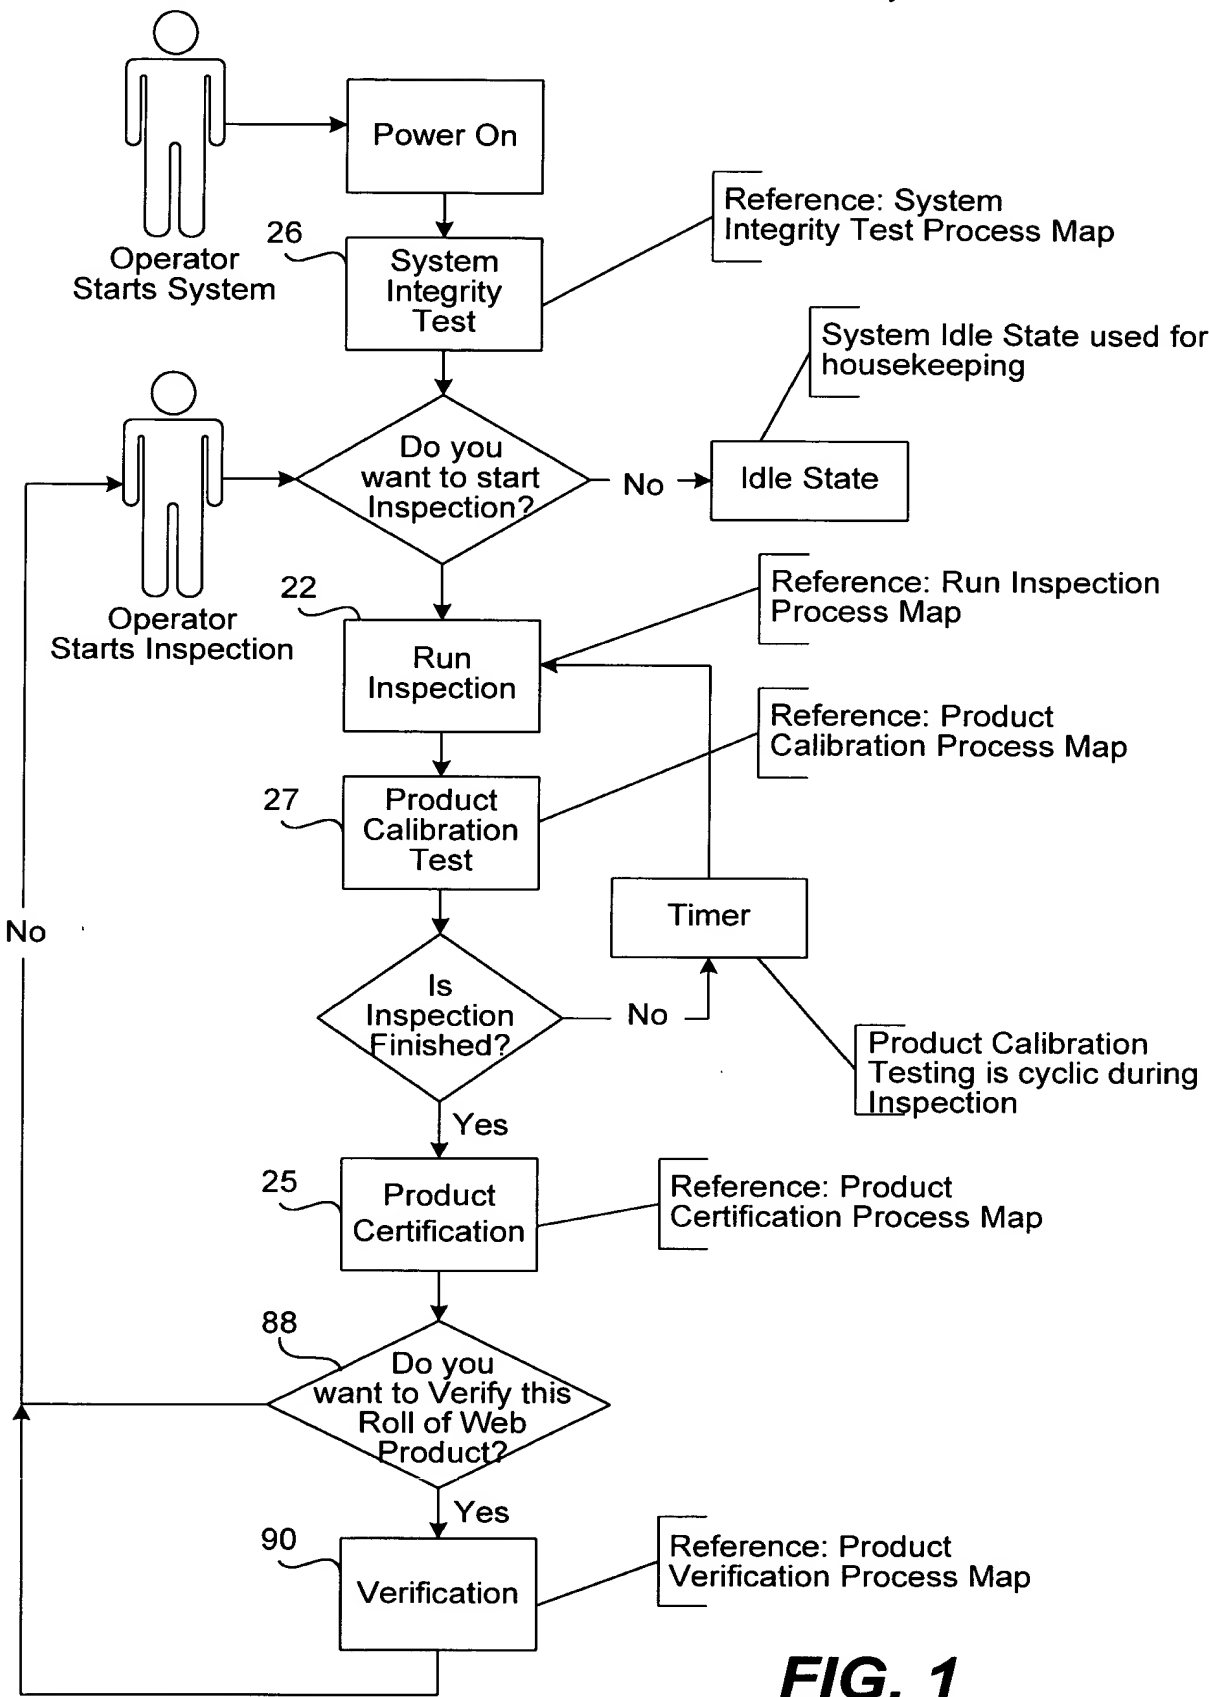 Power On
Reference: System
Integrity Test Process Map
26
Operator
Starts System
System
Integrity
Test
System Idle State used for
housekeeping
Do you
want to start
Inspection?
No
Idle State
Operator
Starts Inspection
22
Reference: Run Inspection
Process Map
Run
Inspection
Reference: Product
Calibration Process Map
27
Product
Calibration
Test
Timer
No
Is
Inspection
Finished?
No
Product Calibration
Testing is cyclic during
Inspection
Yes
25
Product
Certification
Reference: Product
Certification Process Map
88
Do you
want to Verify this
Roll of Web
Product?
Yes
90
Verification
Reference: Product
Verification Process Map
FIG. 1